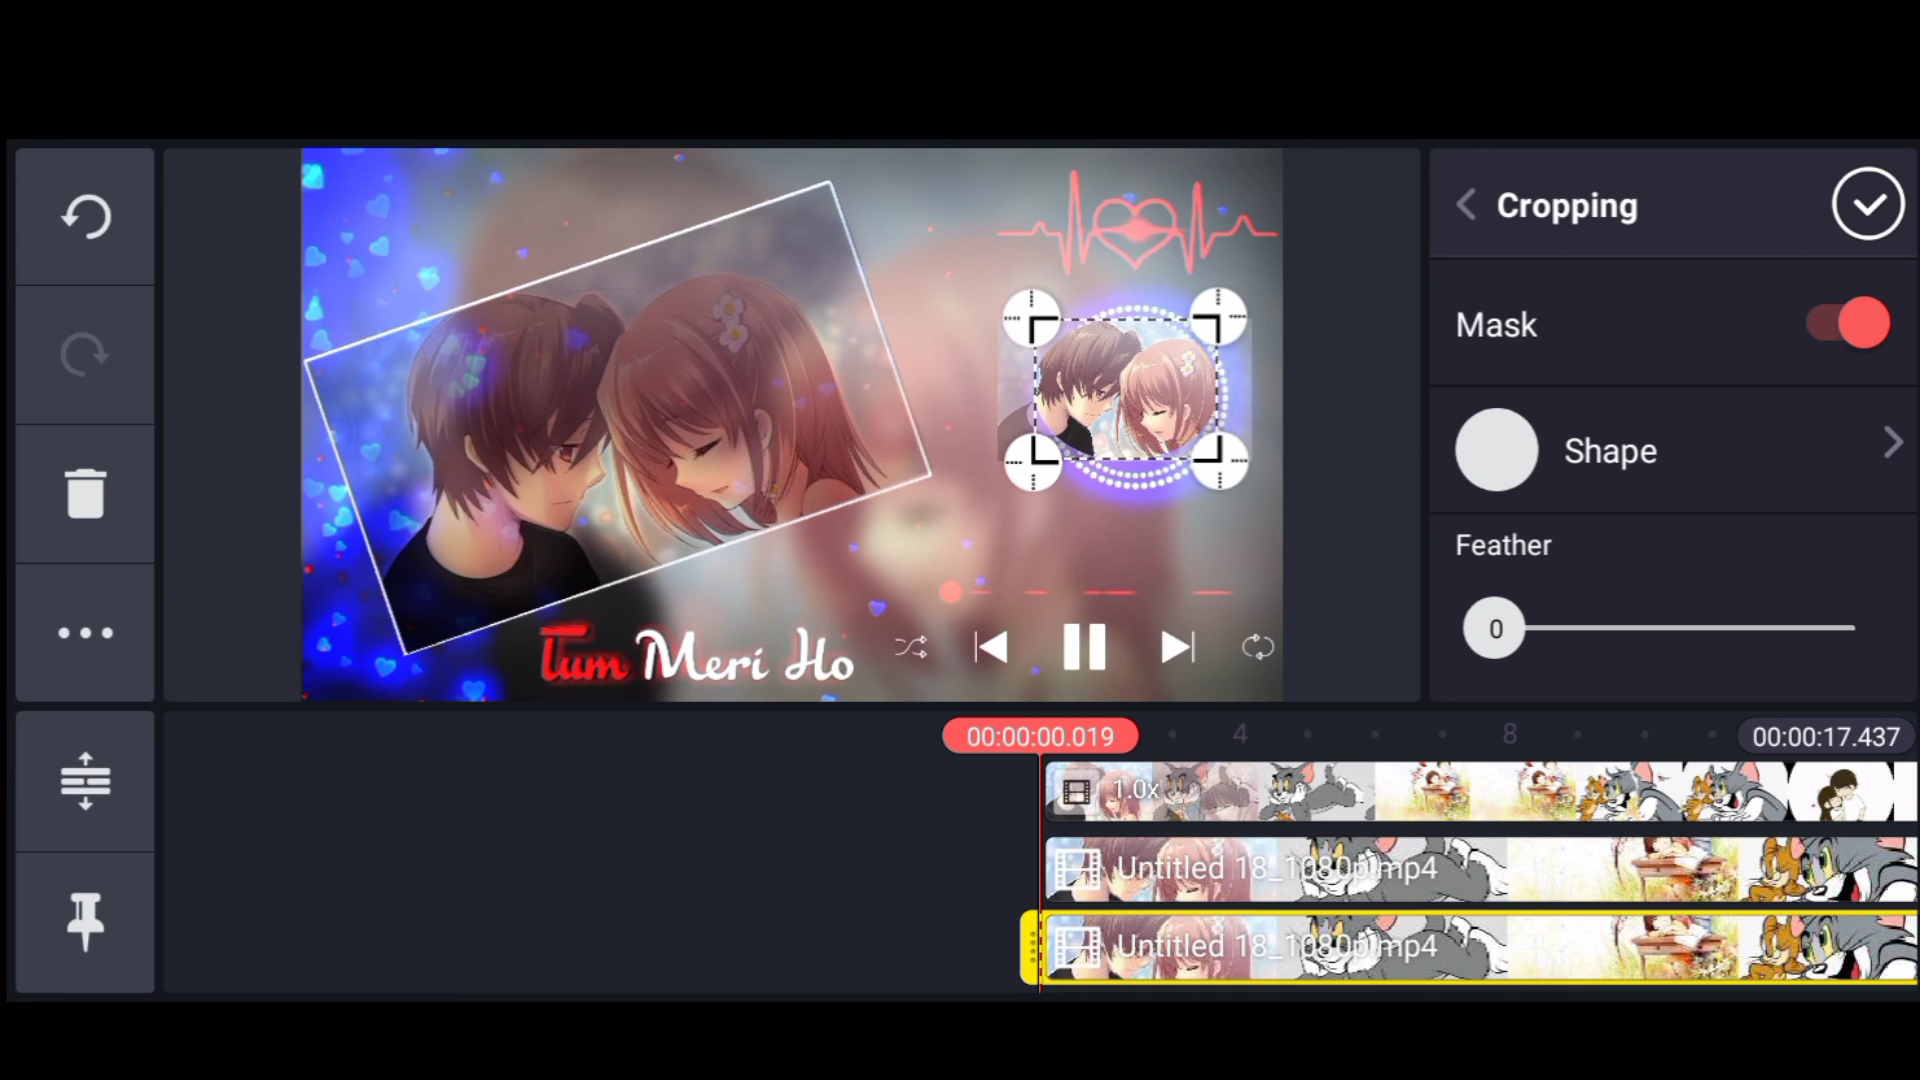 Cropping
Mask
Shape
Feather
0
Tum Meri Ho
00:00:00.019
4
8
00:00:17.437
1.0x
Untitled 18_1080p.mp4
Untitled 18_1080p.mp4